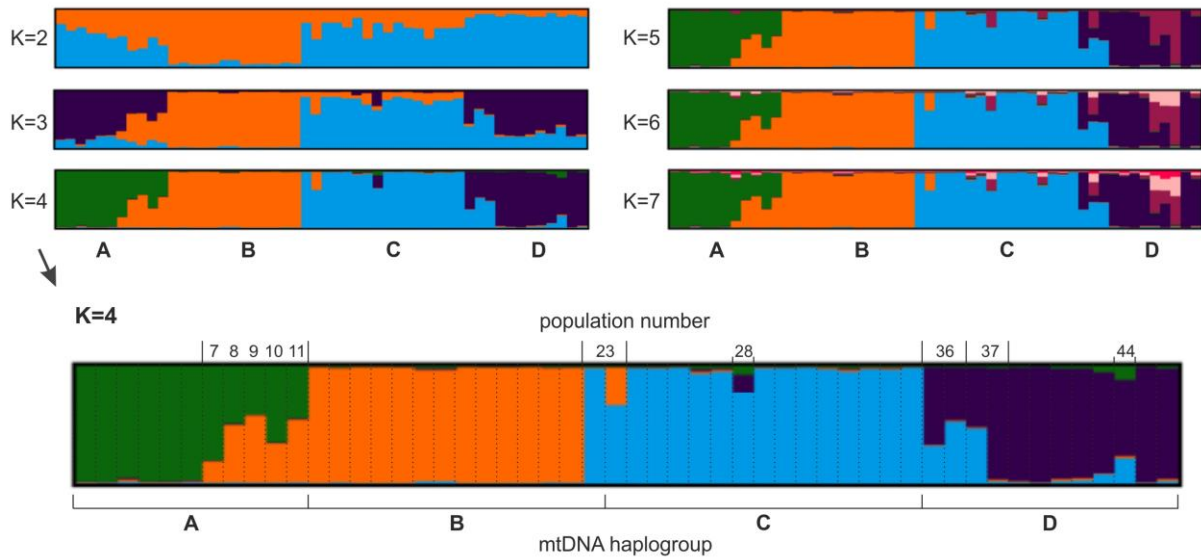 K=2
K=3
K=4
A B C D
K=5
K=6
K=7
A B C D
K=4
population number
7 8 9 10 11 23 28 36 37 44
A B C D
mtDNA haplogroup